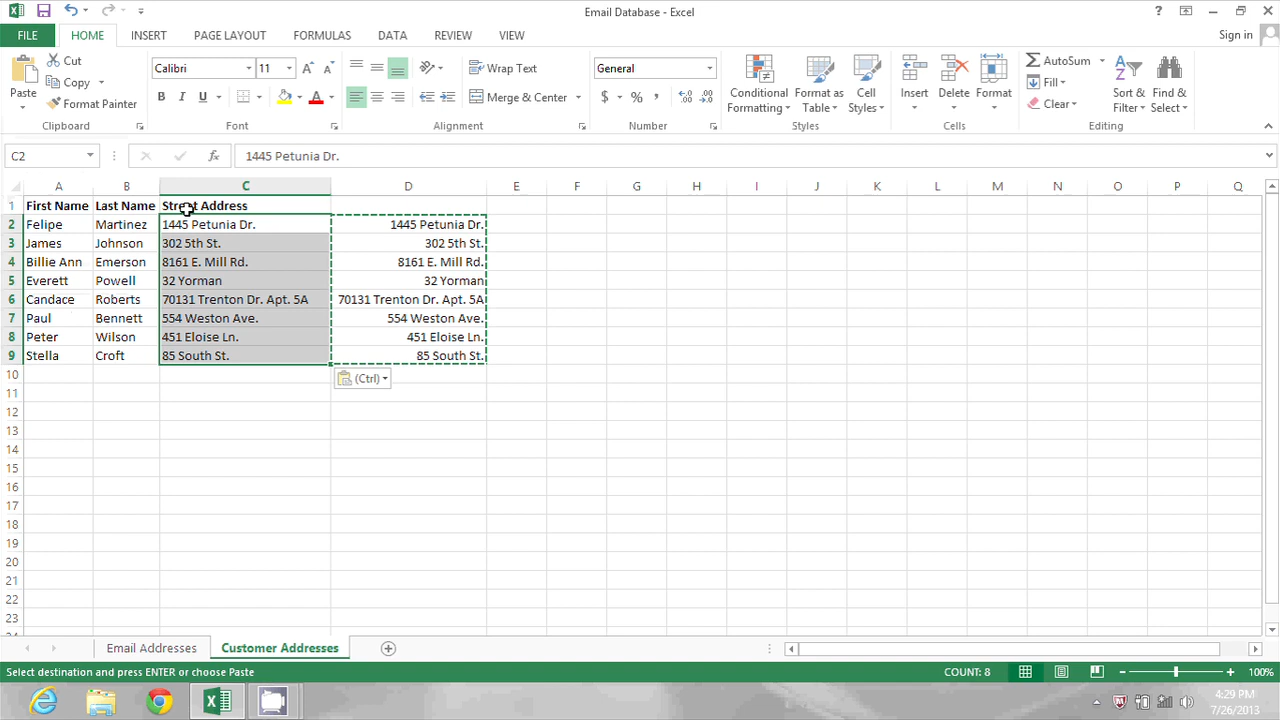 Email Database - Excel
?
FILE HOME INSERT PAGE LAYOUT FORMULAS DATA REVIEW VIEW Sign in
Paste
Cut
Copy
Format Painter
Clipboard
Calibri 11
B I U
Font
Wrap Text
Merge & Center
Alignment
General
$ % ,
Number
Conditional Formatting
Format as Table
Cell Styles
Styles
Insert Delete Format
Cells
AutoSum
Fill
Clear
Sort & Filter
Find & Select
Editing
C2 fx 1445 Petunia Dr.
A B C D E F G H I J K L M N O P Q
1 First Name Last Name Street Address
2 Felipe Martinez 1445 Petunia Dr. 1445 Petunia Dr.
3 James Johnson 302 5th St. 302 5th St.
4 Billie Ann Emerson 8161 E. Mill Rd. 8161 E. Mill Rd.
5 Everett Powell 32 Yorman 32 Yorman
6 Candace Roberts 70131 Trenton Dr. Apt. 5A 70131 Trenton Dr. Apt. 5A
7 Paul Bennett 554 Weston Ave. 554 Weston Ave.
8 Peter Wilson 451 Eloise Ln. 451 Eloise Ln.
9 Stella Croft 85 South St. 85 South St.
10
(Ctrl)
11
12
13
14
15
16
17
18
19
20
21
22
23
Email Addresses Customer Addresses
Select destination and press ENTER or choose Paste COUNT: 8 100%
4:29 PM
7/26/2013